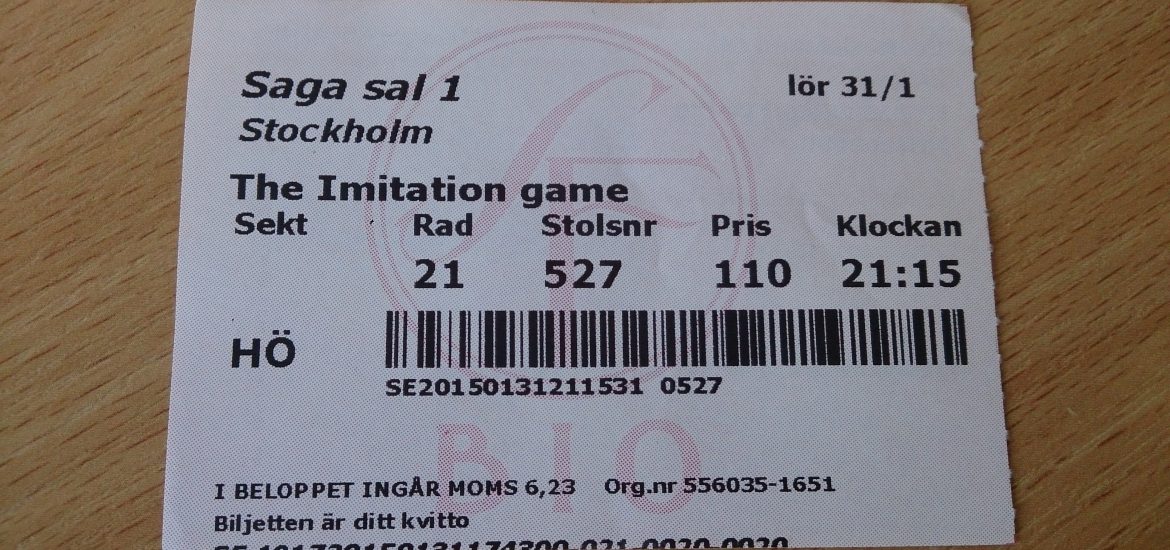 Saga sal 1 lör 31/1
Stockholm
The Imitation game
Sekt Rad Stolsnr Pris Klockan
21 527 110 21:15
HÖ
SE20150131211531 0527
BIO
I BELOPPET INGÅR MOMS 6,23 Org.nr 556035-1651
Biljetten är ditt kvitto